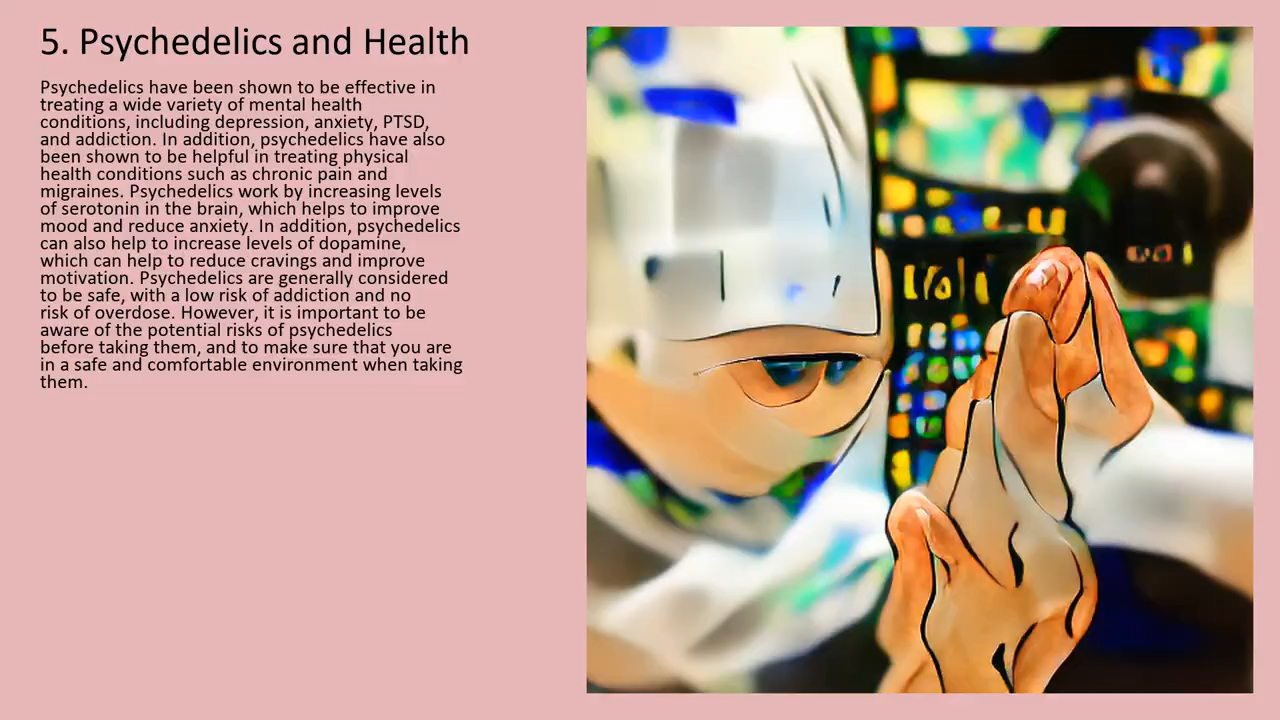 5. Psychedelics and Health
Psychedelics have been shown to be effective in
treating a wide variety of mental health
conditions, including depression, anxiety, PTSD,
and addiction. In addition, psychedelics have also
been shown to be helpful in treating physical
health conditions such as chronic pain and
migraines. Psychedelics work by increasing levels
of serotonin in the brain, which helps to improve
mood and reduce anxiety. In addition, psychedelics
can also help to increase levels of dopamine,
which can help to reduce cravings and improve
motivation. Psychedelics are generally considered
to be safe, with a low risk of addiction and no
risk of overdose. However, it is important to be
aware of the potential risks of psychedelics
before taking them, and to make sure that you are
in a safe and comfortable environment when taking
them.